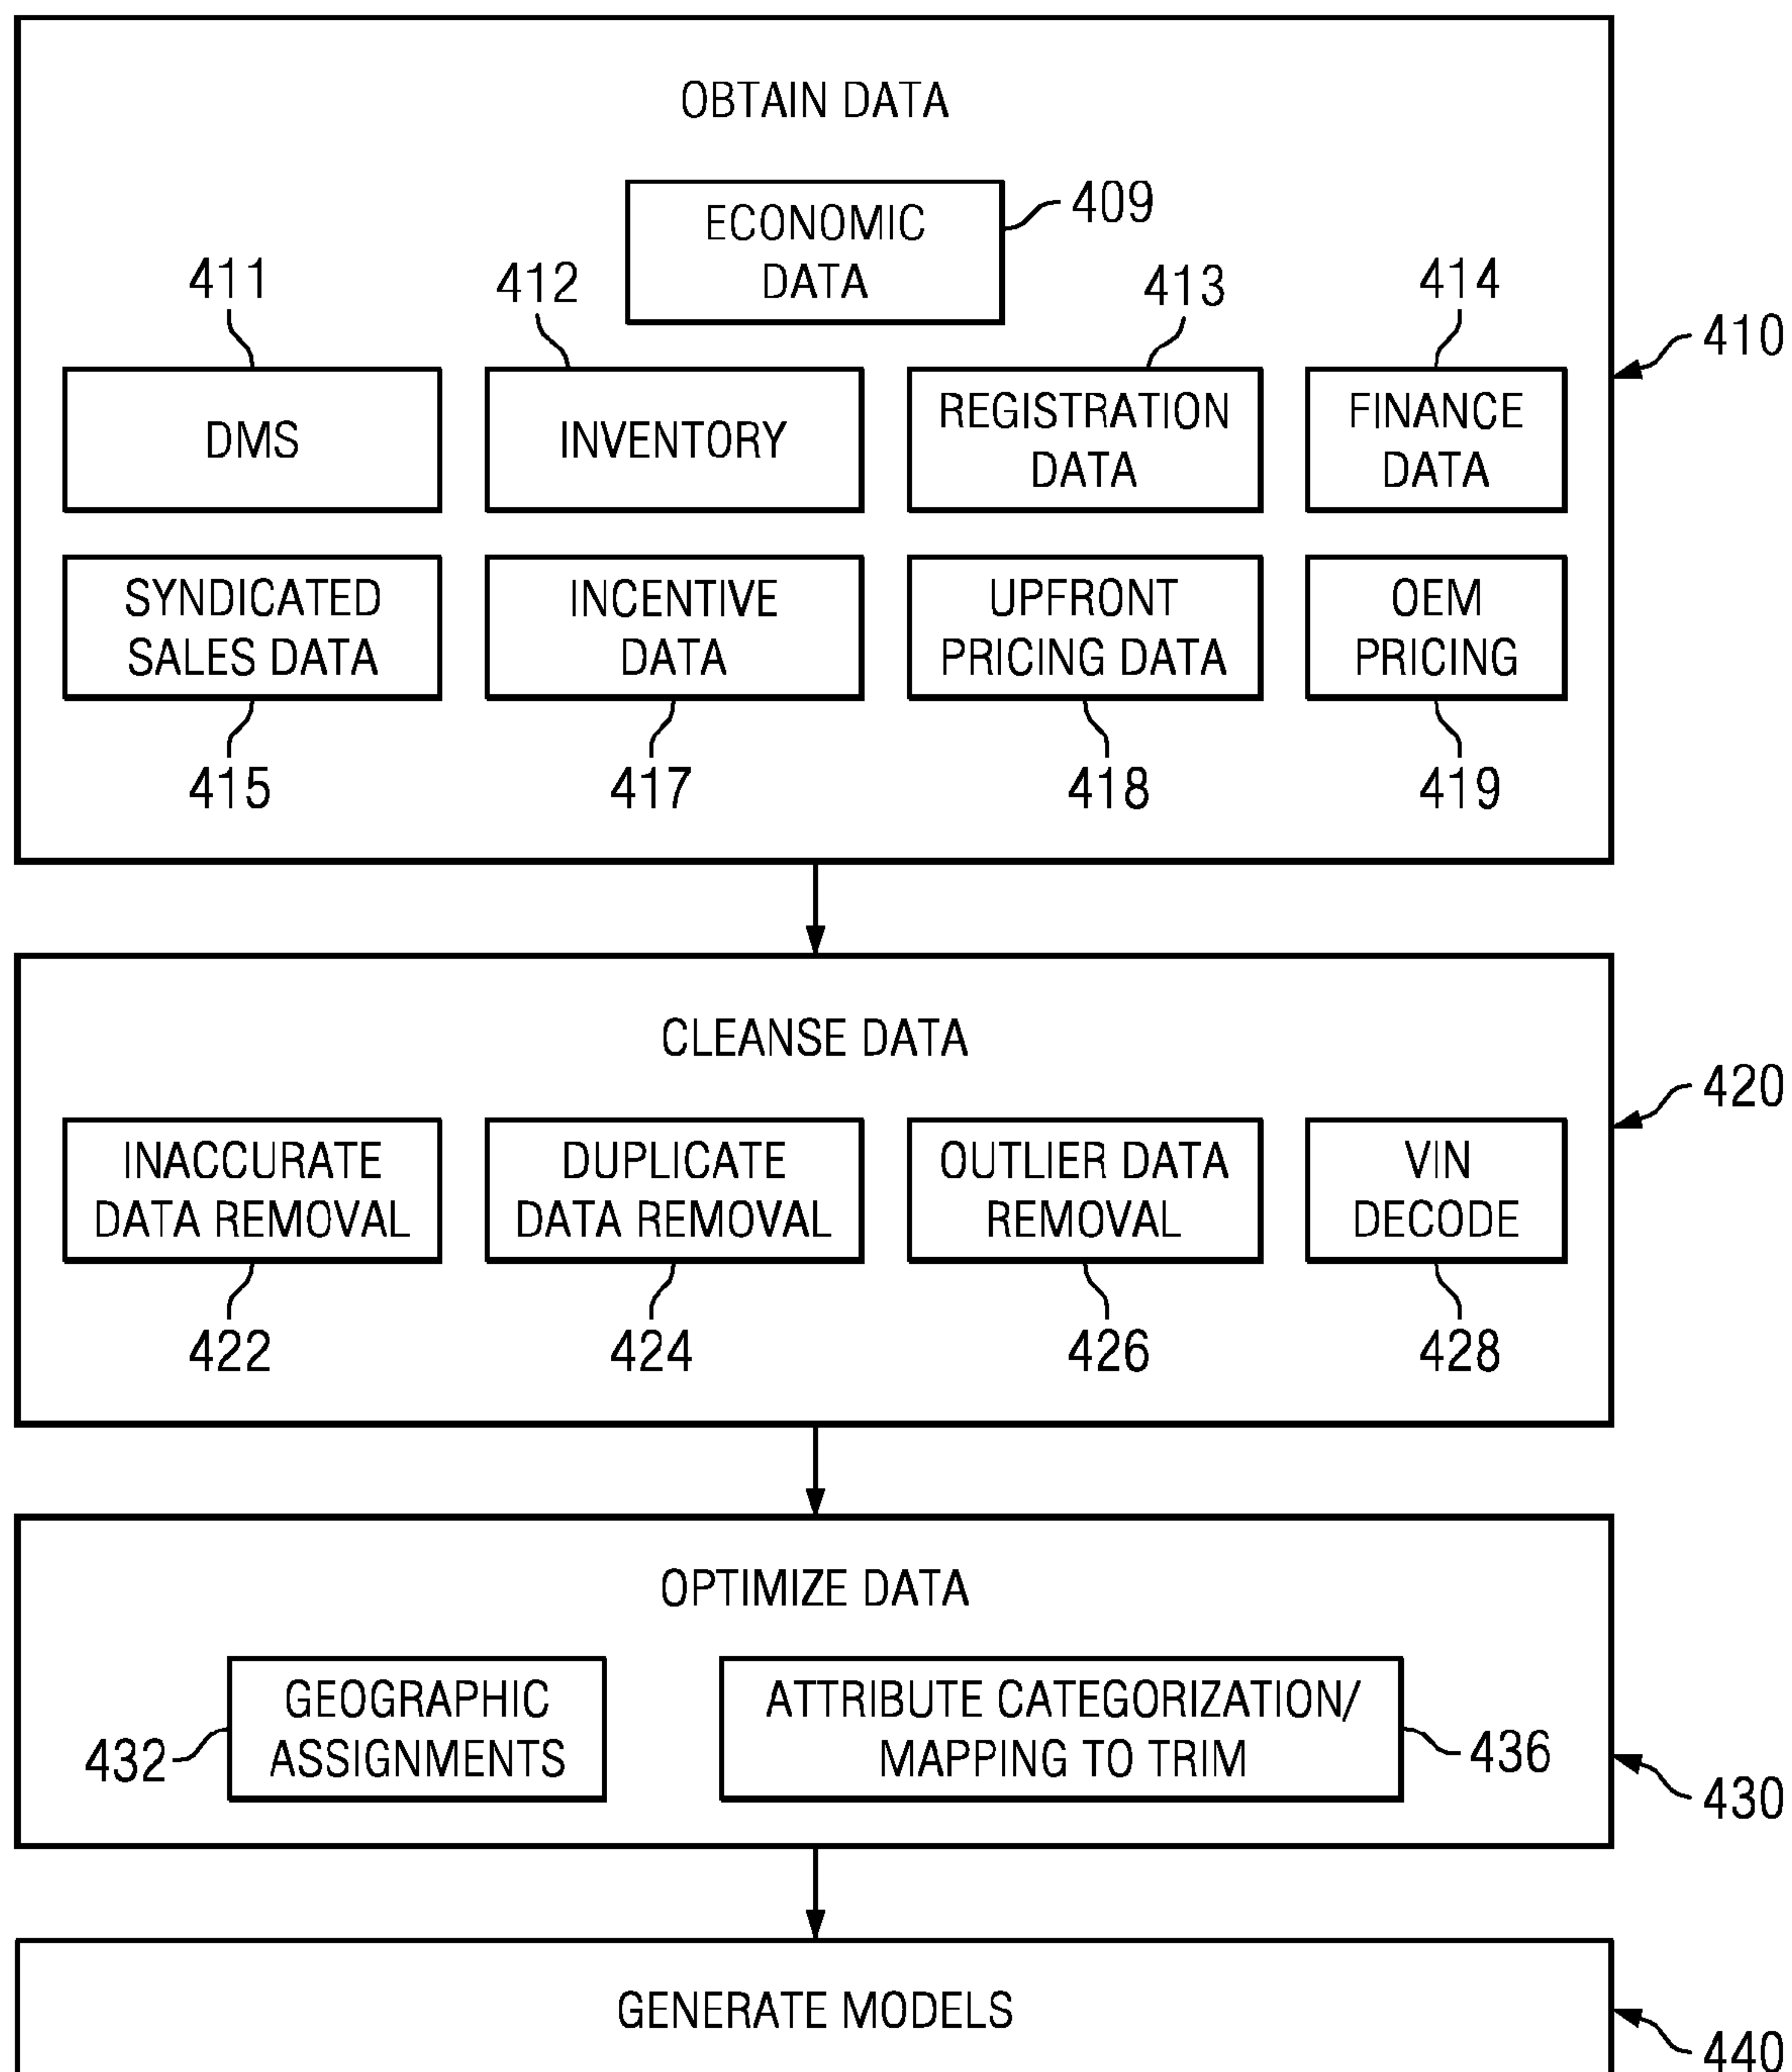 OBTAIN DATA
ECONOMIC
DATA
409
411
412
413
414
410
DMS
INVENTORY
REGISTRATION
DATA
FINANCE
DATA
SYNDICATED
SALES DATA
INCENTIVE
DATA
UPFRONT
PRICING DATA
OEM
PRICING
415
417
418
419
CLEANSE DATA
420
INACCURATE
DATA REMOVAL
DUPLICATE
DATA REMOVAL
OUTLIER DATA
REMOVAL
VIN
DECODE
422
424
426
428
OPTIMIZE DATA
432
GEOGRAPHIC
ASSIGNMENTS
ATTRIBUTE CATEGORIZATION/
MAPPING TO TRIM
436
430
GENERATE MODELS
440